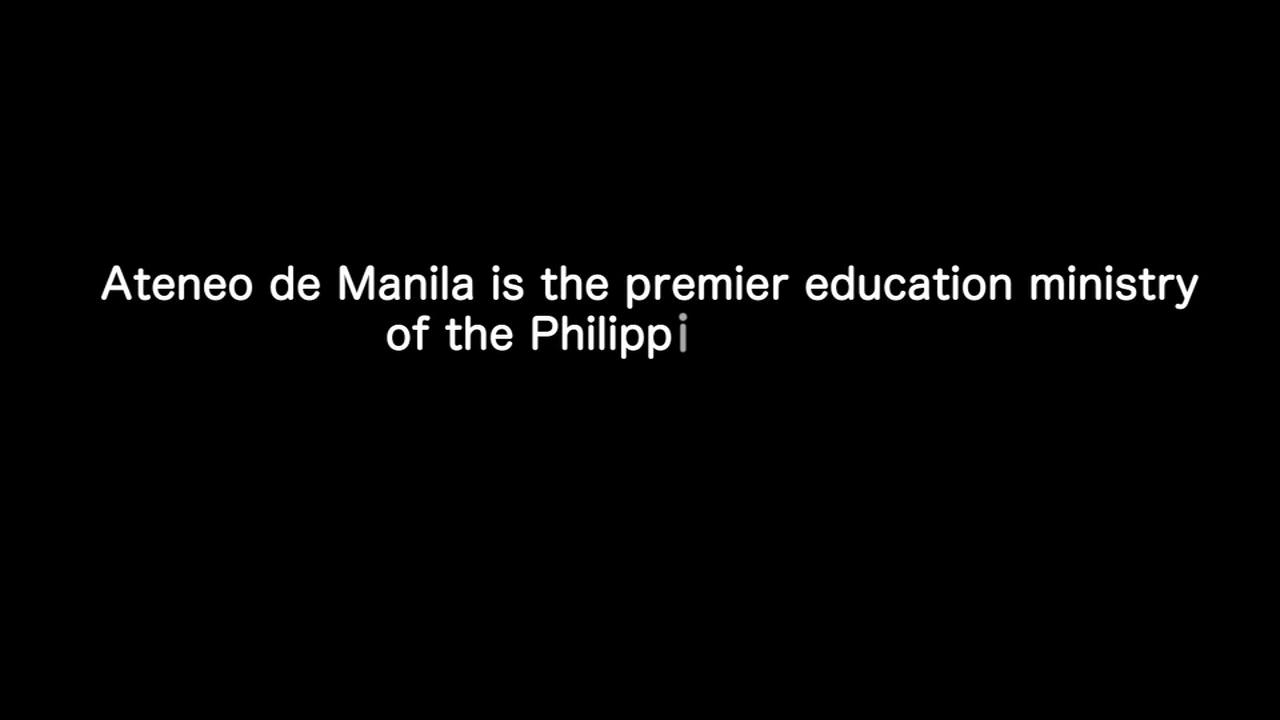 Ateneo de Manila is the premier education ministry
of the Philippi